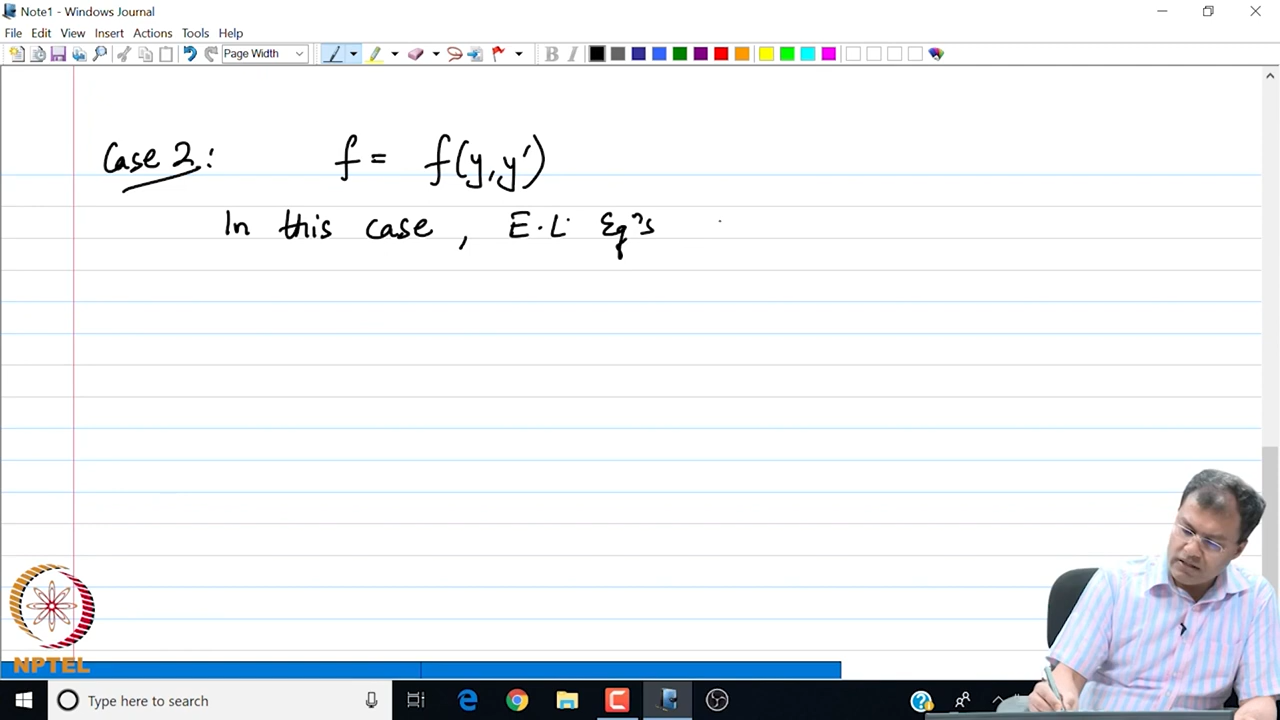 Note1 - Windows Journal
File Edit View Insert Actions Tools Help
Page Width B I
Case 2: f = f(y,y')
In this case, E.L. Eq's
NPTEL
Type here to search